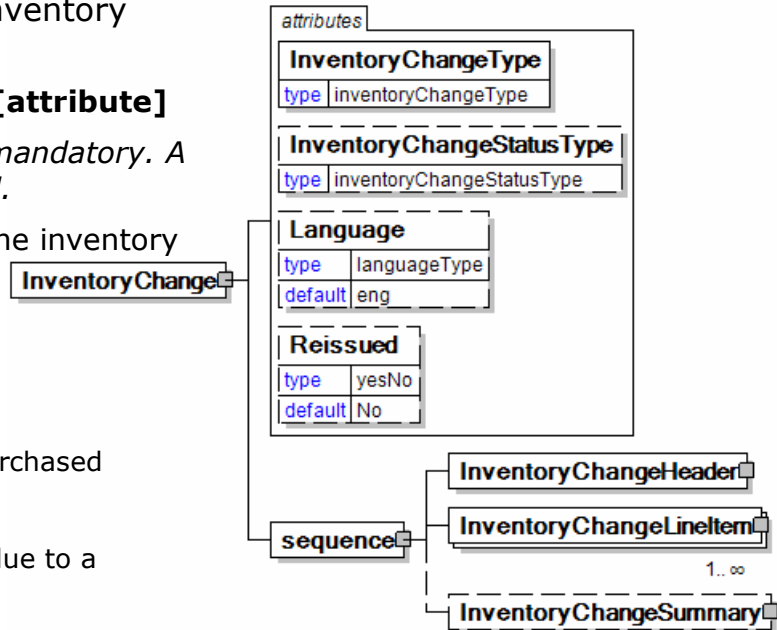 nventory
[attribute]
mandatory. A
l.
he inventory
rchased
lue to a
attributes
InventoryChangeType
type inventoryChangeType
InventoryChangeStatusType
type inventoryChangeStatusType
Language
type languageType
default eng
Reissued
type yesNo
default No
InventoryChange
sequence
InventoryChangeHeader
InventoryChangeLineItem
1.. ∞
InventoryChangeSummary